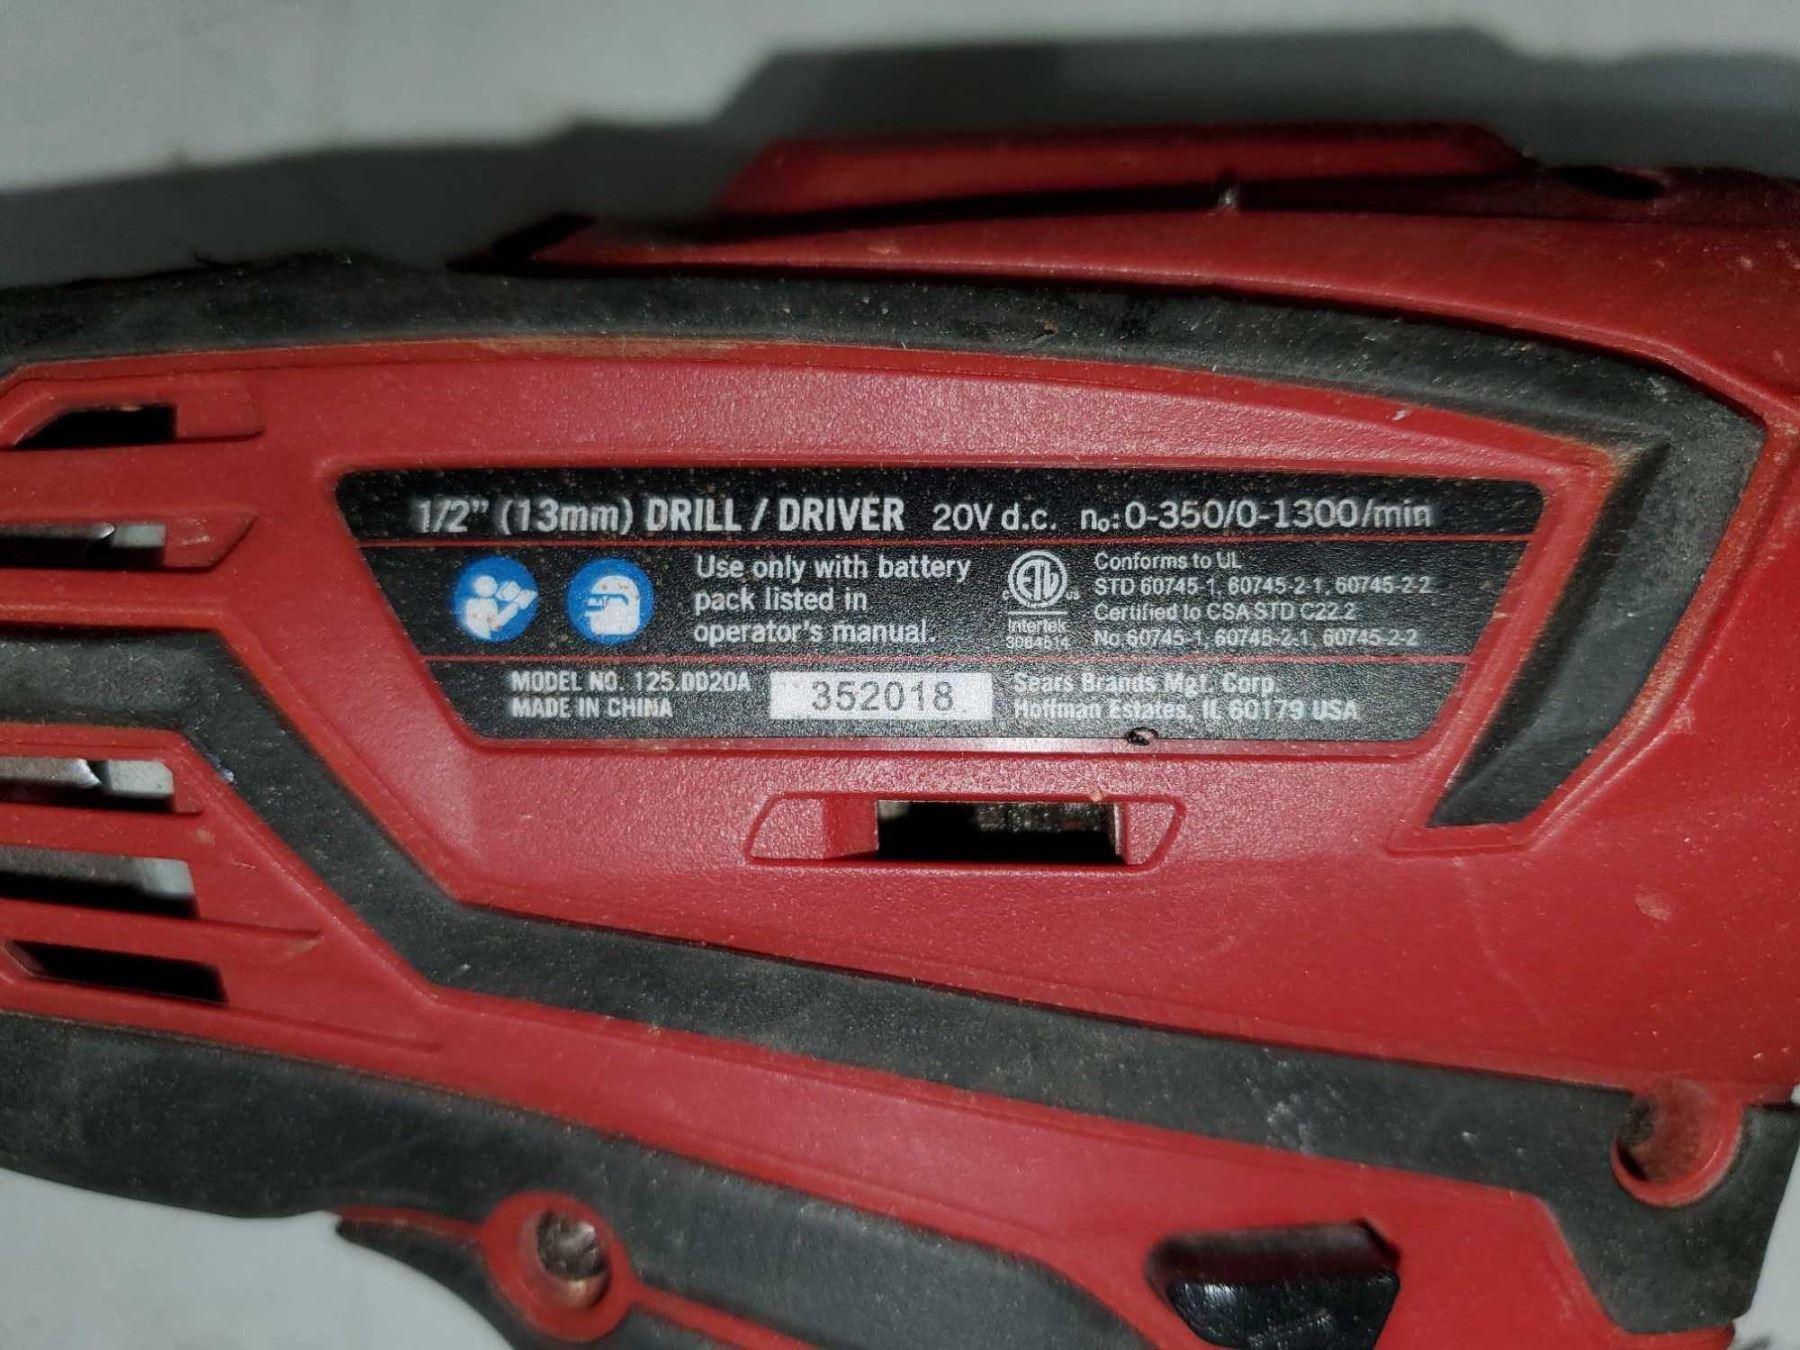 1/2" (13mm) DRILL / DRIVER 20V d.c. n₀: 0-350/0-1300/min
Use only with battery
pack listed in
operator's manual.
ETL
C US
Intertek
3064614
Conforms to UL
STD 60745-1, 60745-2-1, 60745-2-2
Certified to CSA STD C22.2
No 60745-1, 60745-2-1, 60745-2-2
MODEL NO. 125.DD20A
MADE IN CHINA
352018
Sears Brands Mgt. Corp.
Hoffman Estates, IL 60179 USA